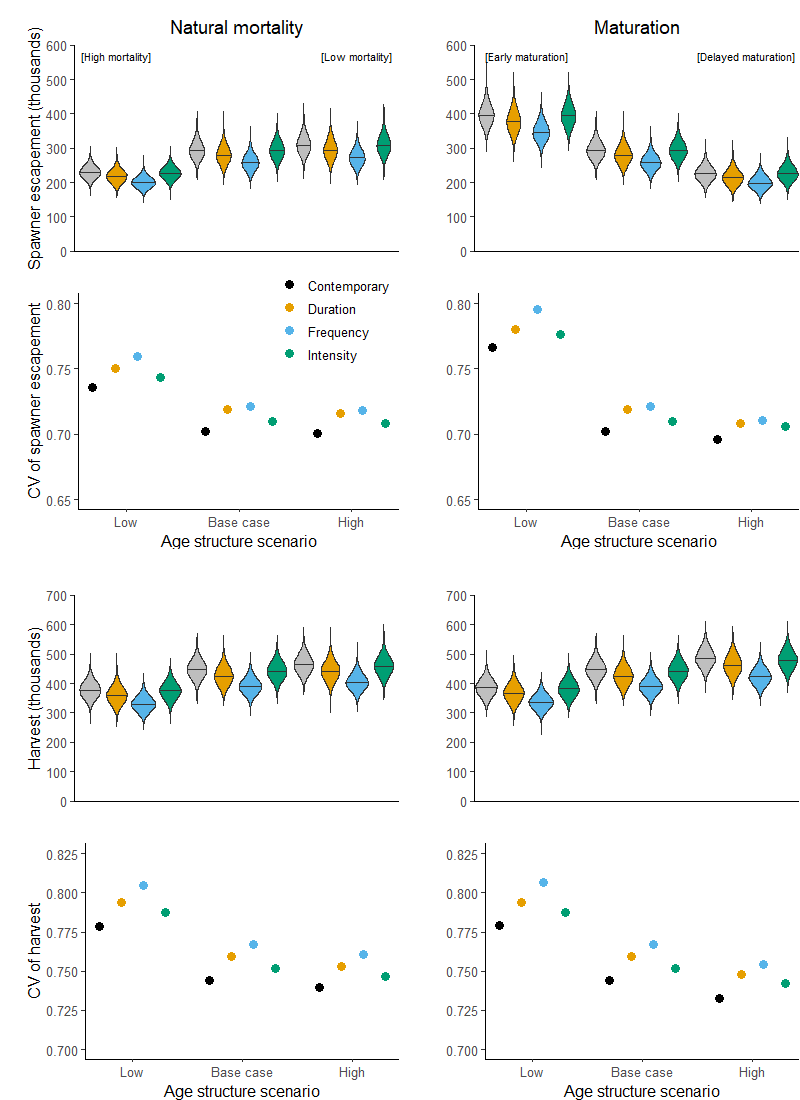 Natural mortality
Maturation
Spawner escapement (thousands)
600
500
400
300
200
100
0
[High mortality]
[Low mortality]
600
500
400
300
200
100
0
[Early maturation]
[Delayed maturation]
CV of spawner escapement
0.80
0.75
0.70
0.65
Contemporary
Duration
Frequency
Intensity
Low
Base case
High
Age structure scenario
0.80
0.75
0.70
0.65
Low
Base case
High
Age structure scenario
Harvest (thousands)
700
600
500
400
300
200
100
0
700
600
500
400
300
200
100
0
CV of harvest
0.825
0.800
0.775
0.750
0.725
0.700
Low
Base case
High
Age structure scenario
0.825
0.800
0.775
0.750
0.725
0.700
Low
Base case
High
Age structure scenario